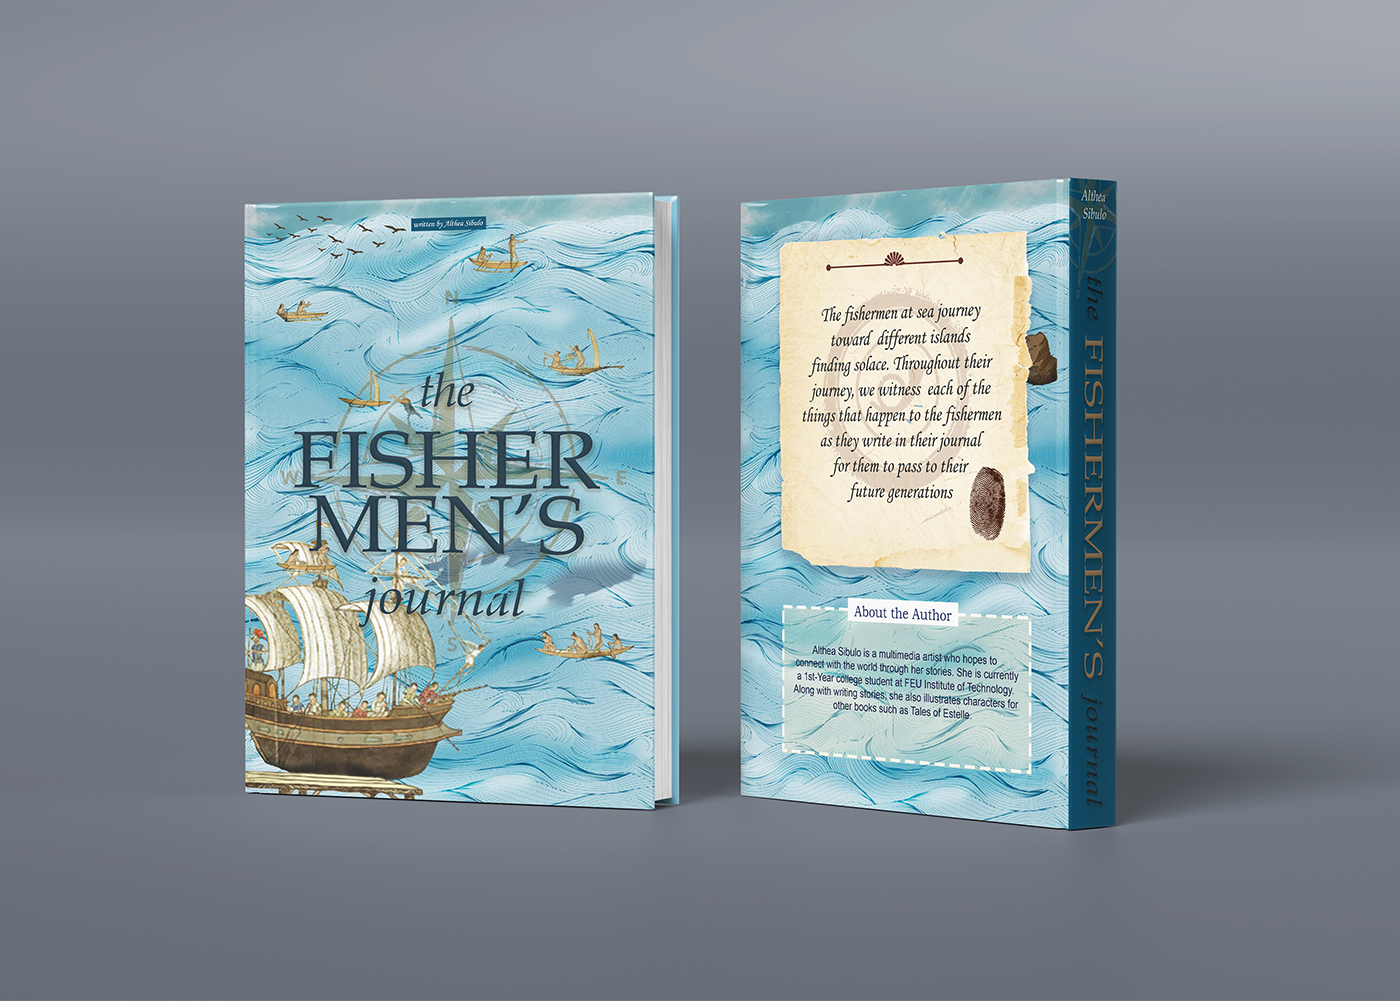 written by Althea Sibulo
N
the
FISHER
W
E
MEN'S
journal
S
The fishermen at sea journey
toward different islands
finding solace. Throughout their
journey, we witness each of the
things that happen to the fishermen
as they write in their journal
for them to pass to their
future generations
About the Author
Althea Sibulo is a multimedia artist who hopes to
connect with the world through her stories. She is currently
a 1st-Year college student at FEU Institute of Technology.
Along with writing stories, she also illustrates characters for
other books such as Tales of Estelle.
Althea
Sibulo
the FISHERMEN'S journal